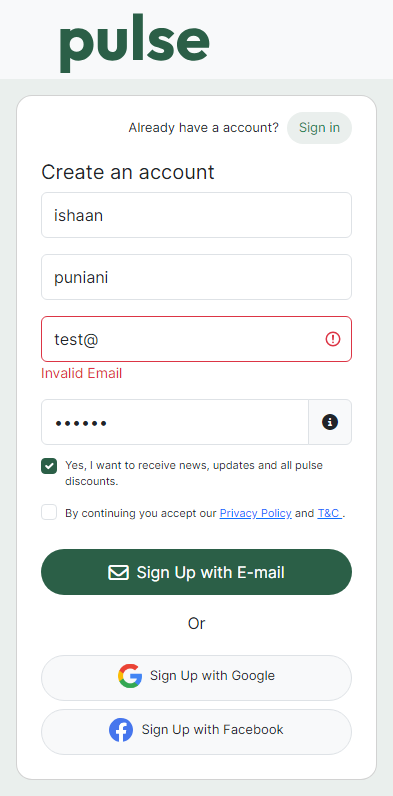 pulse
Already have a account? Sign in
Create an account
ishaan
puniani
test@
Invalid Email
••••••
Yes, I want to receive news, updates and all pulse
discounts.
By continuing you accept our Privacy Policy and T&C .
Sign Up with E-mail
Or
Sign Up with Google
Sign Up with Facebook